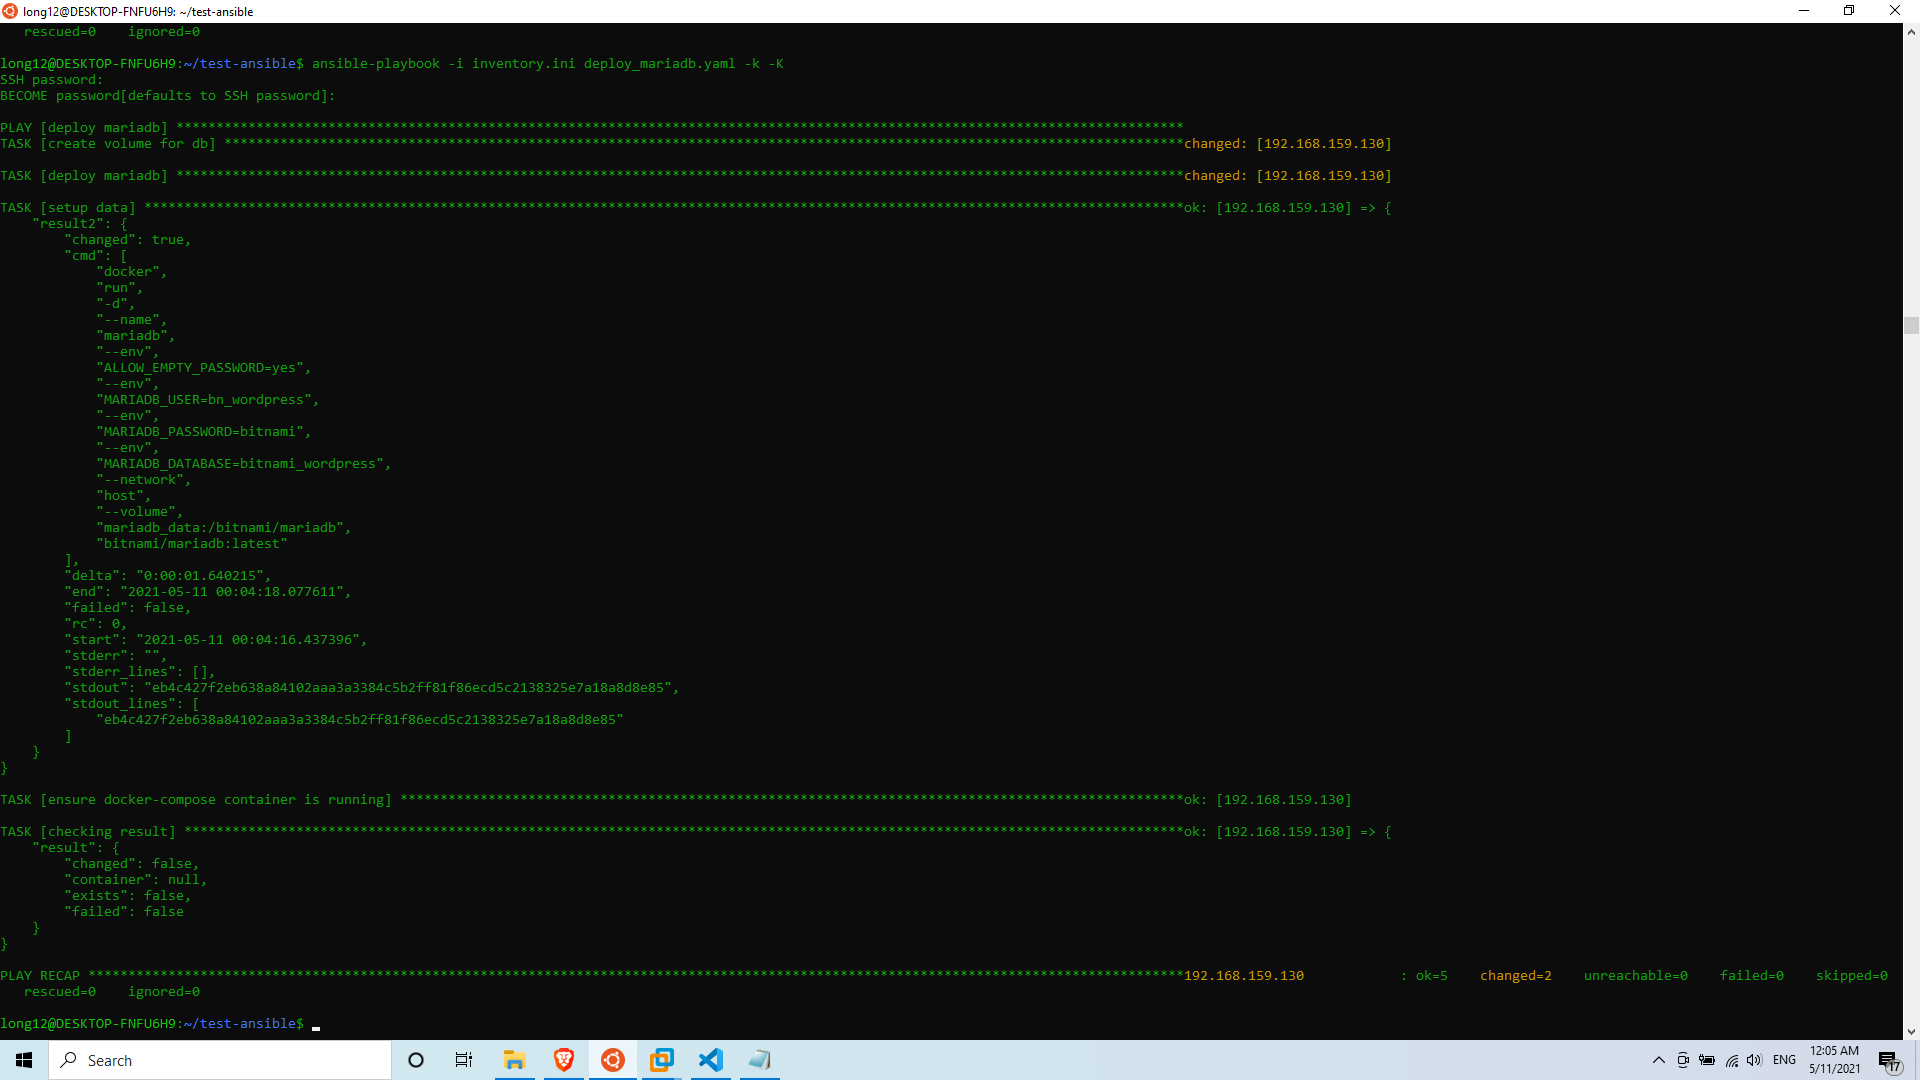 long12@DESKTOP-FNFU6H9: ~/test-ansible
rescued=0    ignored=0
long12@DESKTOP-FNFU6H9:~/test-ansible$ ansible-playbook -i inventory.ini deploy_mariadb.yaml -k -K
SSH password:
BECOME password[defaults to SSH password]:
PLAY [deploy mariadb] ******************************************************************************************************************************
TASK [create volume for db] ************************************************************************************************************************changed: [192.168.159.130]
TASK [deploy mariadb] ******************************************************************************************************************************changed: [192.168.159.130]
TASK [setup data] **********************************************************************************************************************************ok: [192.168.159.130] => {
    "result2": {
        "changed": true,
        "cmd": [
            "docker",
            "run",
            "-d",
            "--name",
            "mariadb",
            "--env",
            "ALLOW_EMPTY_PASSWORD=yes",
            "--env",
            "MARIADB_USER=bn_wordpress",
            "--env",
            "MARIADB_PASSWORD=bitnami",
            "--env",
            "MARIADB_DATABASE=bitnami_wordpress",
            "--network",
            "host",
            "--volume",
            "mariadb_data:/bitnami/mariadb",
            "bitnami/mariadb:latest"
        ],
        "delta": "0:00:01.640215",
        "end": "2021-05-11 00:04:18.077611",
        "failed": false,
        "rc": 0,
        "start": "2021-05-11 00:04:16.437396",
        "stderr": "",
        "stderr_lines": [],
        "stdout": "eb4c427f2eb638a84102aaa3a3384c5b2ff81f86ecd5c2138325e7a18a8d8e85",
        "stdout_lines": [
            "eb4c427f2eb638a84102aaa3a3384c5b2ff81f86ecd5c2138325e7a18a8d8e85"
        ]
    }
}
TASK [ensure docker-compose container is running] **************************************************************************************************ok: [192.168.159.130]
TASK [checking result] *****************************************************************************************************************************ok: [192.168.159.130] => {
    "result": {
        "changed": false,
        "container": null,
        "exists": false,
        "failed": false
    }
}
PLAY RECAP *****************************************************************************************************************************************192.168.159.130            : ok=5    changed=2    unreachable=0    failed=0    skipped=0
rescued=0    ignored=0
long12@DESKTOP-FNFU6H9:~/test-ansible$
Search
ENG
12:05 AM
5/11/2021
17